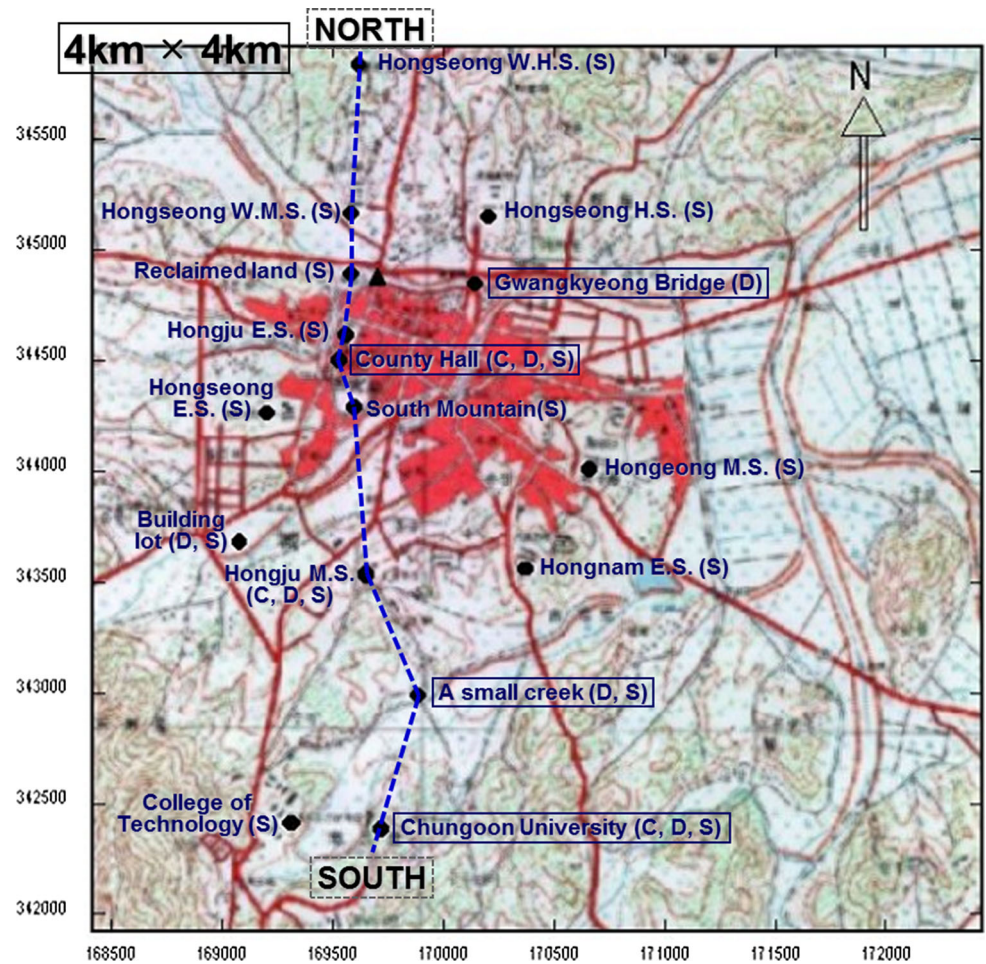 NORTH
4km × 4km
Hongseong W.H.S. (S)
N
345500
Hongseong W.M.S. (S)
Hongseong H.S. (S)
345000
Reclaimed land (S)
Gwangkyeong Bridge (D)
Hongju E.S. (S)
344500
County Hall (C, D, S)
Hongseong
E.S. (S)
South Mountain(S)
344000
Hongeong M.S. (S)
Building
lot (D, S)
343500
Hongju M.S.
(C, D, S)
Hongnam E.S. (S)
343000
A small creek (D, S)
342500
College of
Technology (S)
Chungoon University (C, D, S)
SOUTH
342000
168500 169000 169500 170000 170500 171000 171500 172000